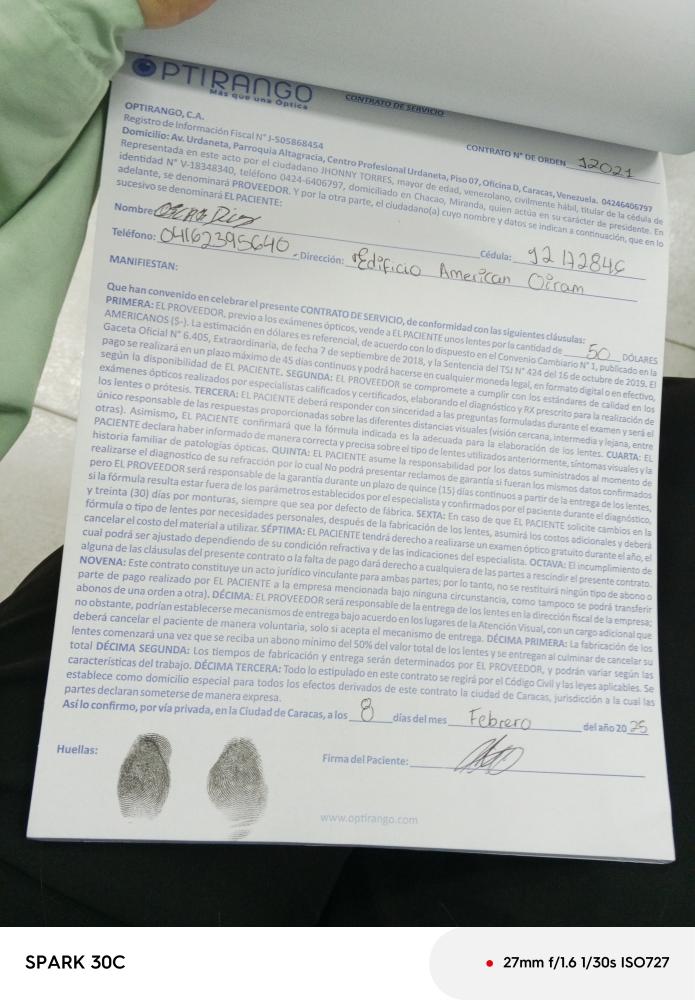 OPTIRANGO
Más que una Óptica
CONTRATO DE SERVICIO
OPTIRANGO, C.A.
Registro de Información Fiscal N° J-505868454
CONTRATO N° DE ORDEN 12021
Domicilio: Av. Urdaneta, Parroquia Altagracia, Centro Profesional Urdaneta, Piso 07, Oficina D, Caracas, Venezuela. 04246406797
Representada en este acto por el ciudadano JHONNY TORRES, mayor de edad, venezolano, civilmente hábil, titular de la cédula de
identidad N° V-18348340, teléfono 0424-6406797, domiciliado en Chacao, Miranda, quien actúa en su carácter de presidente. En
adelante, se denominará PROVEEDOR. Y por la otra parte, el ciudadano(a) cuyo nombre y datos se indican a continuación, que en lo
sucesivo se denominará EL PACIENTE:
Nombre
Cédula:
Teléfono: 04162395640. Dirección: Edificio American
MANIFIESTAN:
Que han convenido en celebrar el presente CONTRATO DE SERVICIO, de conformidad con las siguientes cláusulas:
PRIMERA: EL PROVEEDOR, previo a los exámenes ópticos, vende a EL PACIENTE unos lentes por la cantidad de 50 DÓLARES
AMERICANOS ($-). La estimación en dólares es referencial, de acuerdo con lo dispuesto en el Convenio Cambiario N° 1, publicado en la
Gaceta Oficial N° 6.405, Extraordinaria, de fecha 7 de septiembre de 2018, y la Sentencia del TSJ N° 424 del 16 de octubre de 2019. El
pago se realizará en un plazo máximo de 45 días continuos y podrá hacerse en cualquier moneda legal, en formato digital o en efectivo,
según la disponibilidad de EL PACIENTE. SEGUNDA: EL PROVEEDOR se compromete a cumplir con los estándares de calidad en los
exámenes ópticos realizados por especialistas calificados y certificados, elaborando el diagnóstico y RX prescrito para la realización de
los lentes o prótesis. TERCERA: EL PACIENTE deberá responder con sinceridad a las preguntas formuladas durante el examen y será el
único responsable de las respuestas proporcionadas sobre las diferentes distancias visuales (visión cercana, intermedia y lejana, entre
otras). Asimismo, EL PACIENTE confirmará que la fórmula indicada es la adecuada para la elaboración de los lentes. CUARTA: EL
PACIENTE declara haber informado de manera correcta y precisa sobre el tipo de lentes utilizados anteriormente, síntomas visuales y la
historia familiar de patologías ópticas. QUINTA: EL PACIENTE asume la responsabilidad por los datos suministrados al momento de
realizarse el diagnostico de su refracción por lo cual No podrá presentar reclamos de garantía si fueran los mismos datos confirmados
pero EL PROVEEDOR será responsable de la garantía durante un plazo de quince (15) días continuos a partir de la entrega de los lentes,
si la fórmula resulta estar fuera de los parámetros establecidos por el especialista y confirmados por el paciente durante el diagnóstico,
y treinta (30) días por monturas, siempre que sea por defecto de fábrica. SEXTA: En caso de que EL PACIENTE solicite cambios en la
fórmula o tipo de lentes por necesidades personales, después de la fabricación de los lentes, asumirá los costos adicionales y deberá
cancelar el costo del material a utilizar. SÉPTIMA: EL PACIENTE tendrá derecho a realizarse un examen óptico gratuito durante el año, el
cual podrá ser ajustado dependiendo de su condición refractiva y de las indicaciones del especialista. OCTAVA: El incumplimiento de
alguna de las cláusulas del presente contrato o la falta de pago dará derecho a cualquiera de las partes a rescindir el presente contrato.
NOVENA: Este contrato constituye un acto jurídico vinculante para ambas partes; por lo tanto, no se restituirá ningún tipo de abono o
parte de pago realizado por EL PACIENTE a la empresa mencionada bajo ninguna circunstancia, como tampoco se podrá transferir
abonos de una orden a otra). DÉCIMA: EL PROVEEDOR será responsable de la entrega de los lentes en la dirección fiscal de la empresa;
no obstante, podrían establecerse mecanismos de entrega bajo acuerdo en los lugares de la Atención Visual, con un cargo adicional que
deberá cancelar el paciente de manera voluntaria, solo si acepta el mecanismo de entrega. DÉCIMA PRIMERA: La fabricación de los
lentes comenzará una vez que se reciba un abono mínimo del 50% del valor total de los lentes y se entregan al culminar de cancelar su
total DÉCIMA SEGUNDA: Los tiempos de fabricación y entrega serán determinados por EL PROVEEDOR, y podrán variar según las
características del trabajo. DÉCIMA TERCERA: Todo lo estipulado en este contrato se regirá por el Código Civil y las leyes aplicables. Se
establece como domicilio especial para todos los efectos derivados de este contrato la ciudad de Caracas, jurisdicción a la cual las
partes declaran someterse de manera expresa.
Así lo confirmo, por vía privada, en la Ciudad de Caracas, a los 8 días del mes Febrero del año 2025
Huellas:
Firma del Paciente:
www.optirango.com
SPARK 30C
27mm f/1.6 1/30s ISO727